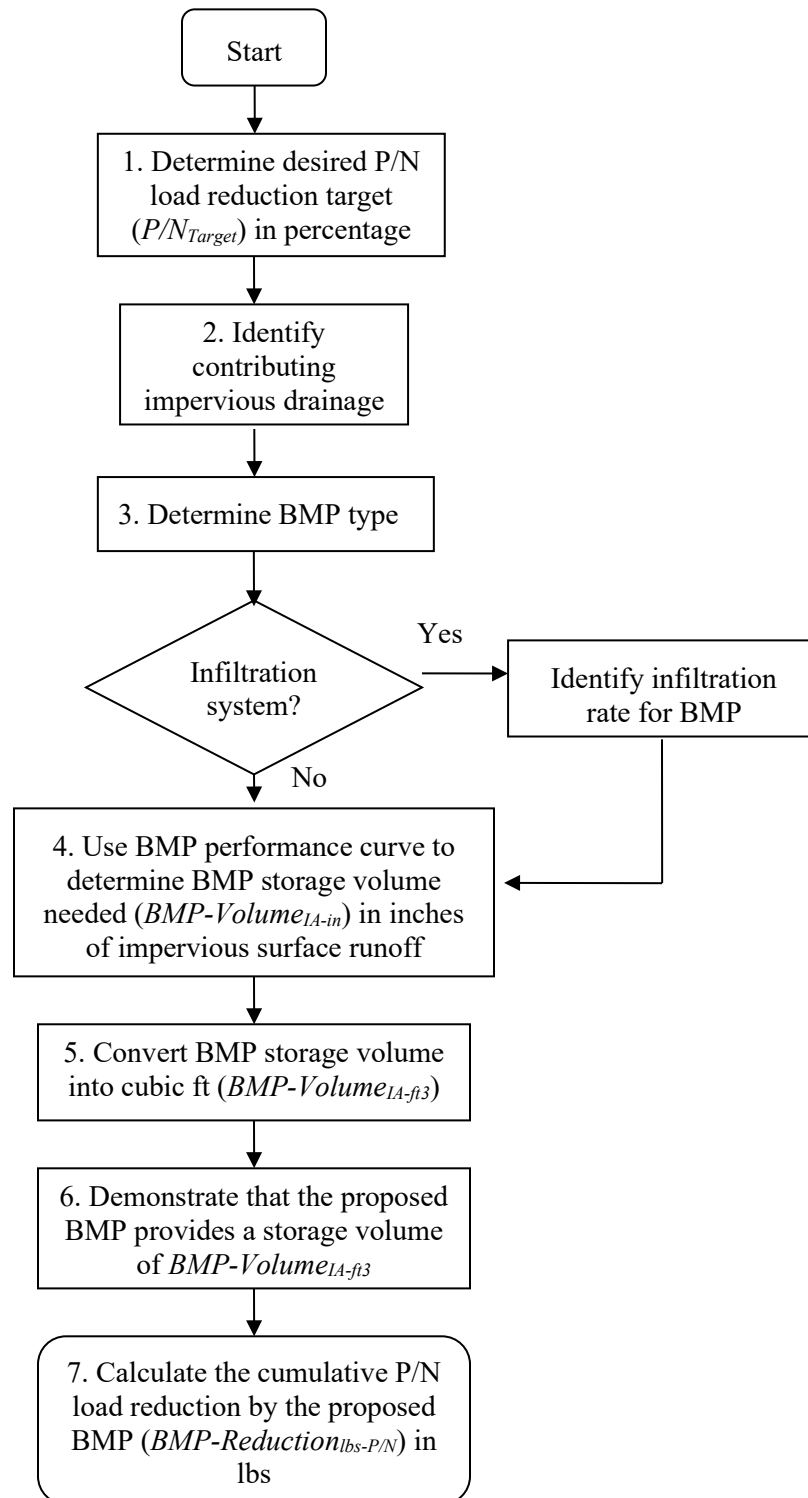 Start
1. Determine desired P/N
load reduction target
(P/NTarget) in percentage
2. Identify
contributing
impervious drainage
3. Determine BMP type
Yes
Infiltration
system?
Identify infiltration
rate for BMP
No
4. Use BMP performance curve to
determine BMP storage volume
needed (BMP-VolumeIA-in) in inches
of impervious surface runoff
5. Convert BMP storage volume
into cubic ft (BMP-VolumeIA-ft3)
6. Demonstrate that the proposed
BMP provides a storage volume
of BMP-VolumeIA-ft3
7. Calculate the cumulative P/N
load reduction by the proposed
BMP (BMP-Reductionlbs-P/N) in
lbs